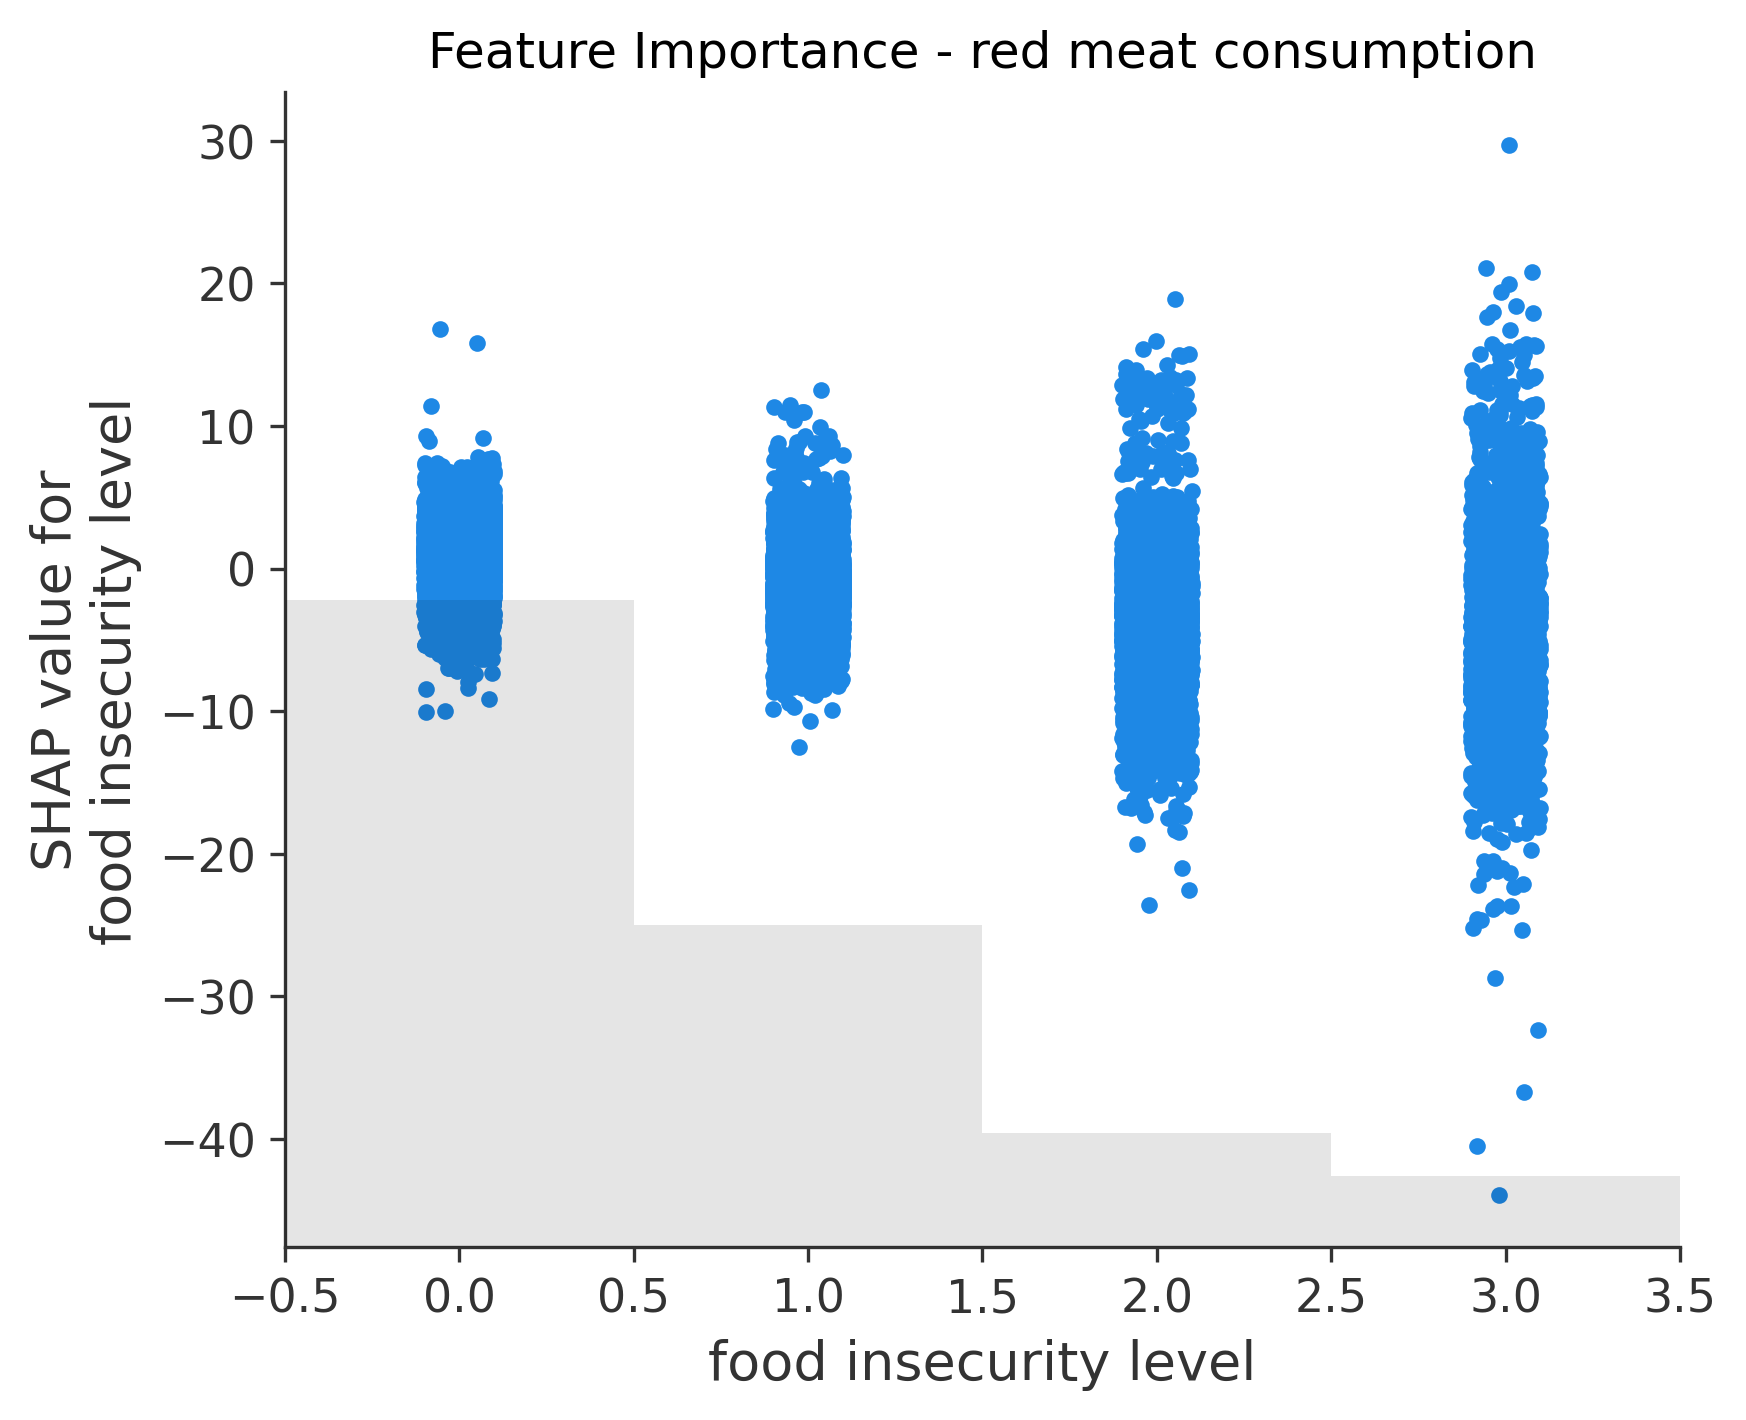 Feature Importance - red meat consumption
30
20
10
0
−10
−20
−30
−40
SHAP value for
food insecurity level
−0.5 0.0 0.5 1.0 1.5 2.0 2.5 3.0 3.5
food insecurity level